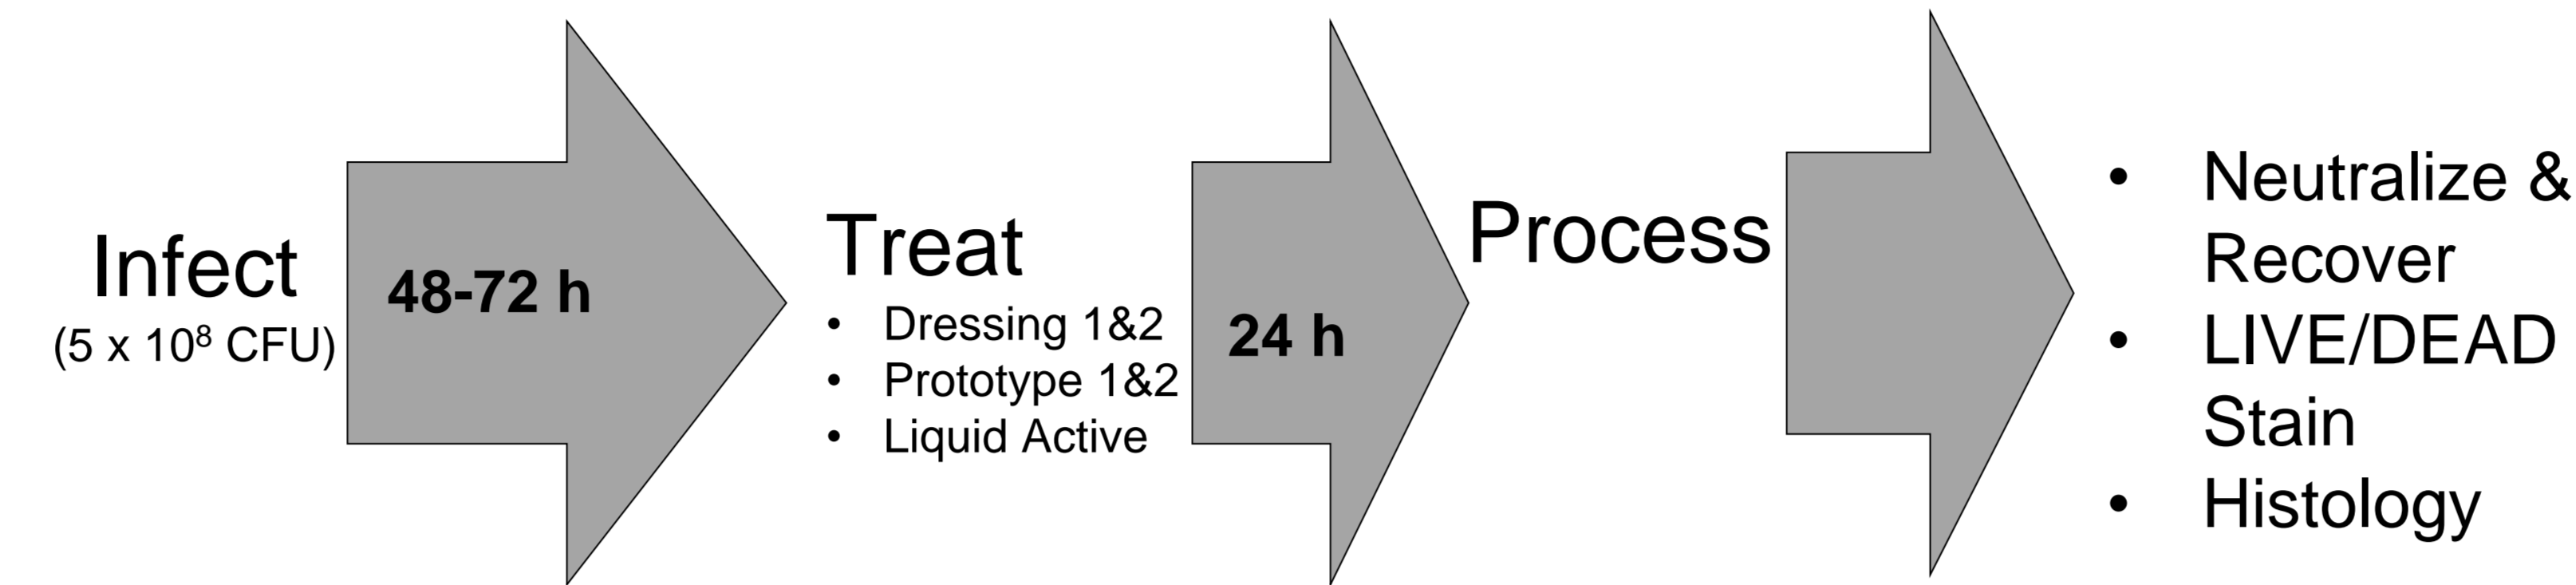 Infect
(5 x 10⁸ CFU)
48-72 h
Treat
• Dressing 1&2
• Prototype 1&2
• Liquid Active
24 h
Process
• Neutralize &
Recover
• LIVE/DEAD
Stain
• Histology